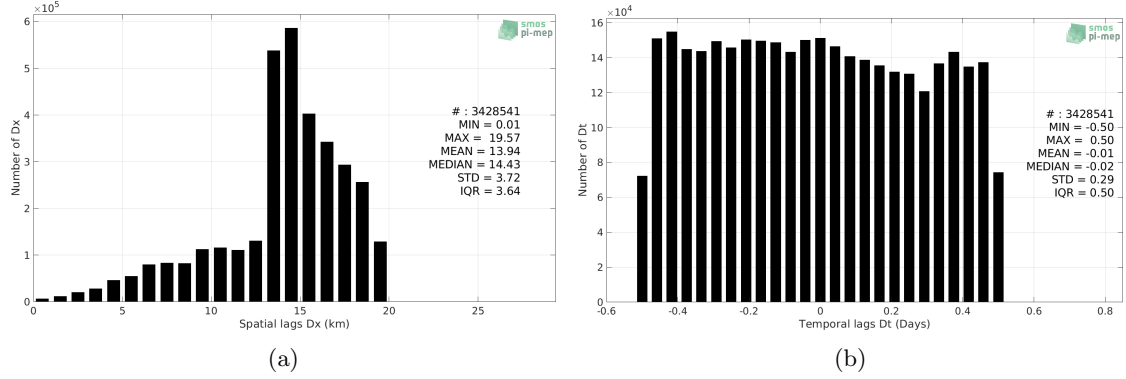 ×10⁵
6
5
4
3
2
1
0
Number of Dx
0
5
10
15
20
25
Spatial lags Dx (km)
smos
pi-mep
# : 3428541
MIN = 0.01
MAX = 19.57
MEAN = 13.94
MEDIAN = 14.43
STD = 3.72
IQR = 3.64
(a)
×10⁴
16
14
12
10
8
6
4
2
0
Number of Dt
-0.6
-0.4
-0.2
0
0.2
0.4
0.6
0.8
Temporal lags Dt (Days)
smos
pi-mep
# : 3428541
MIN = -0.50
MAX = 0.50
MEAN = -0.01
MEDIAN = -0.02
STD = 0.29
IQR = 0.50
(b)